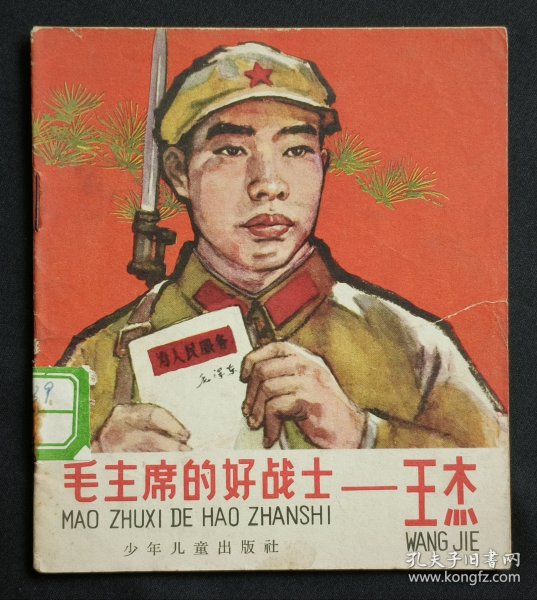 为人民服务
毛泽东
9.
毛主席的好战士——王杰
MAO ZHUXI DE HAO ZHANSHI
WANG JIE
少年儿童出版社
孔夫子旧书网
www.kongfz.com